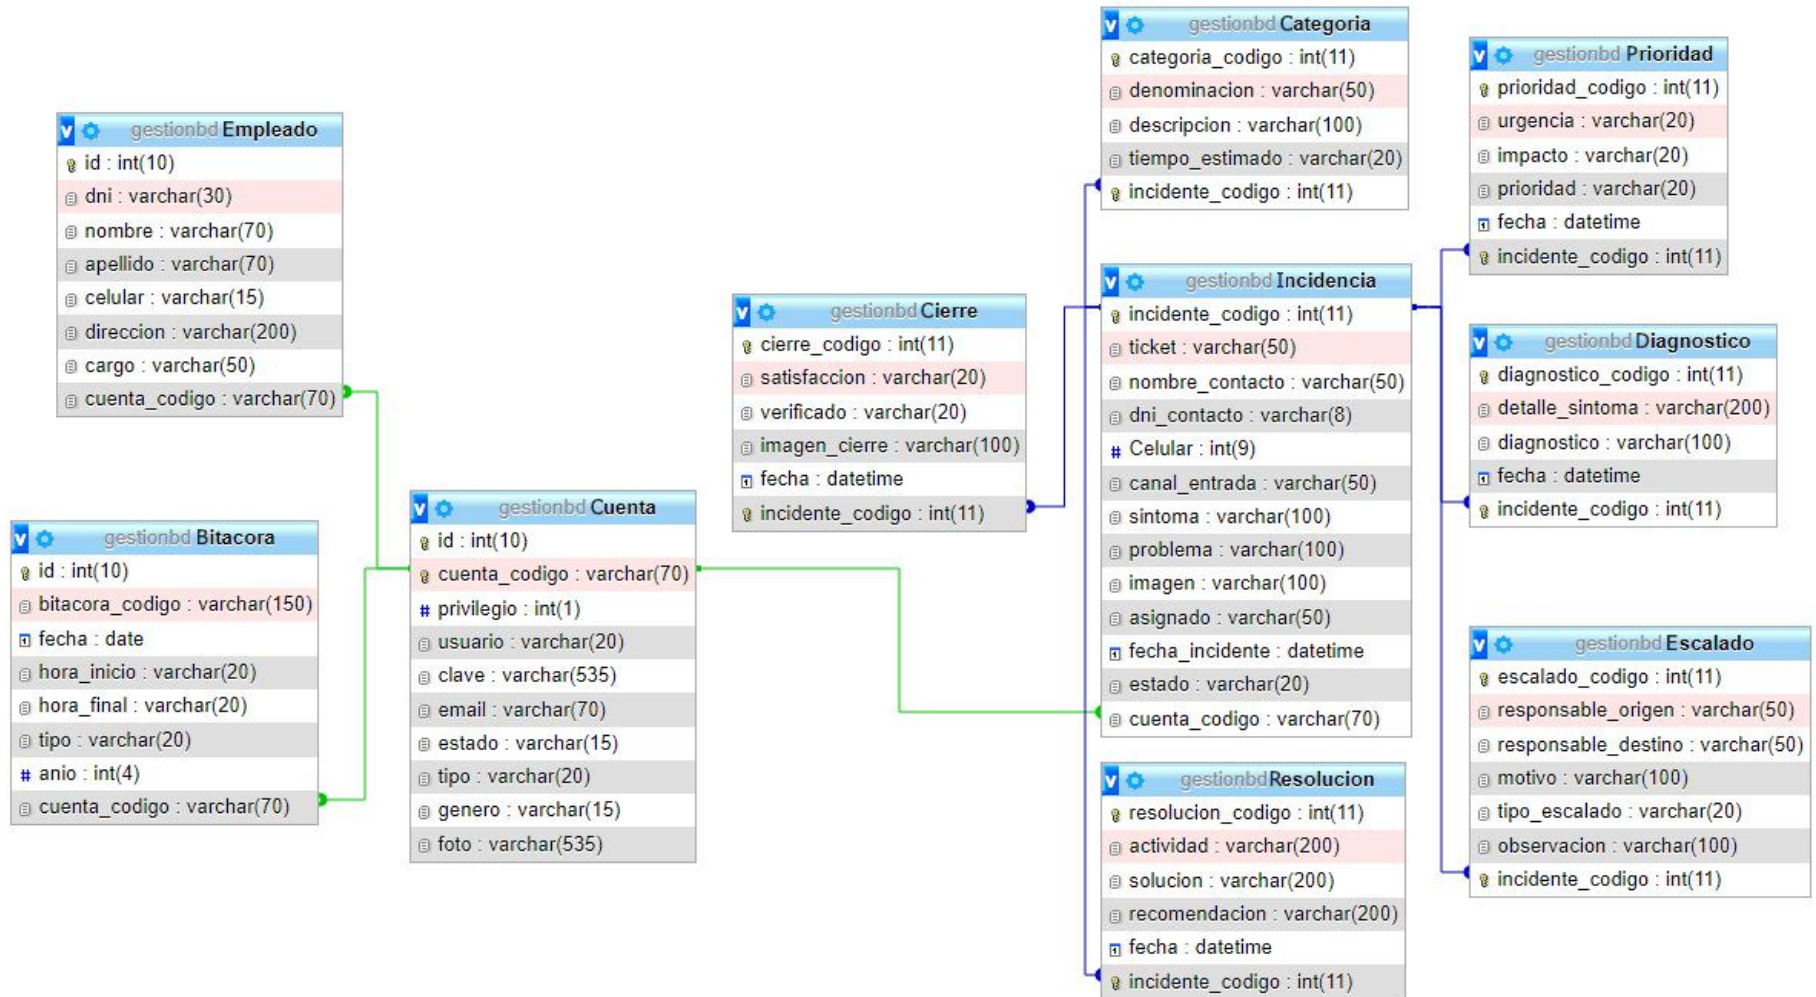 gestionbd Empleado
id : int(10)
dni : varchar(30)
nombre : varchar(70)
apellido : varchar(70)
celular : varchar(15)
direccion : varchar(200)
cargo : varchar(50)
cuenta_codigo : varchar(70)
gestionbd Bitacora
id : int(10)
bitacora_codigo : varchar(150)
fecha : date
hora_inicio : varchar(20)
hora_final : varchar(20)
tipo : varchar(20)
# anio : int(4)
cuenta_codigo : varchar(70)
gestionbd Cuenta
id : int(10)
cuenta_codigo : varchar(70)
# privilegio : int(1)
usuario : varchar(20)
clave : varchar(535)
email : varchar(70)
estado : varchar(15)
tipo : varchar(20)
genero : varchar(15)
foto : varchar(535)
gestionbd Cierre
cierre_codigo : int(11)
satisfaccion : varchar(20)
verificado : varchar(20)
imagen_cierre : varchar(100)
fecha : datetime
incidente_codigo : int(11)
gestionbd Categoria
categoria_codigo : int(11)
denominacion : varchar(50)
descripcion : varchar(100)
tiempo_estimado : varchar(20)
incidente_codigo : int(11)
gestionbd Incidencia
incidente_codigo : int(11)
ticket : varchar(50)
nombre_contacto : varchar(50)
dni_contacto : varchar(8)
# Celular : int(9)
canal_entrada : varchar(50)
sintoma : varchar(100)
problema : varchar(100)
imagen : varchar(100)
asignado : varchar(50)
fecha_incidente : datetime
estado : varchar(20)
cuenta_codigo : varchar(70)
gestionbd Resolucion
resolucion_codigo : int(11)
actividad : varchar(200)
solucion : varchar(200)
recomendacion : varchar(200)
fecha : datetime
incidente_codigo : int(11)
gestionbd Prioridad
prioridad_codigo : int(11)
urgencia : varchar(20)
impacto : varchar(20)
prioridad : varchar(20)
fecha : datetime
incidente_codigo : int(11)
gestionbd Diagnostico
diagnostico_codigo : int(11)
detalle_sintoma : varchar(200)
diagnostico : varchar(100)
fecha : datetime
incidente_codigo : int(11)
gestionbd Escalado
escalado_codigo : int(11)
responsable_origen : varchar(50)
responsable_destino : varchar(50)
motivo : varchar(100)
tipo_escalado : varchar(20)
observacion : varchar(100)
incidente_codigo : int(11)